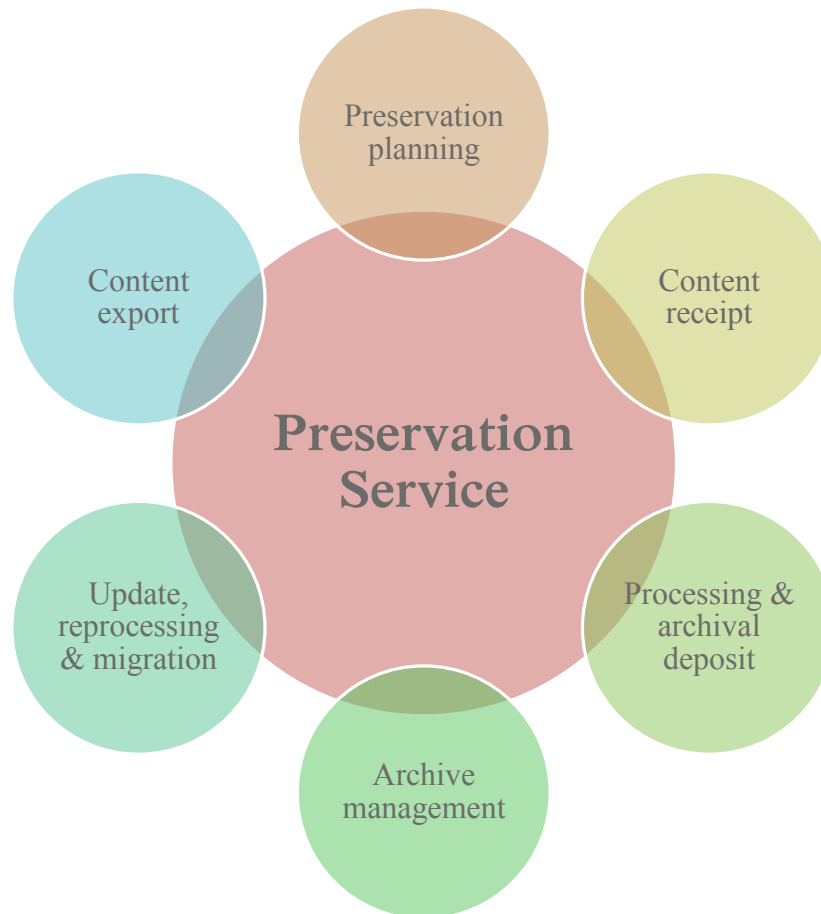 Preservation
planning
Content
export
Content
receipt
Preservation
Service
Update,
reprocessing
& migration
Processing &
archival
deposit
Archive
management